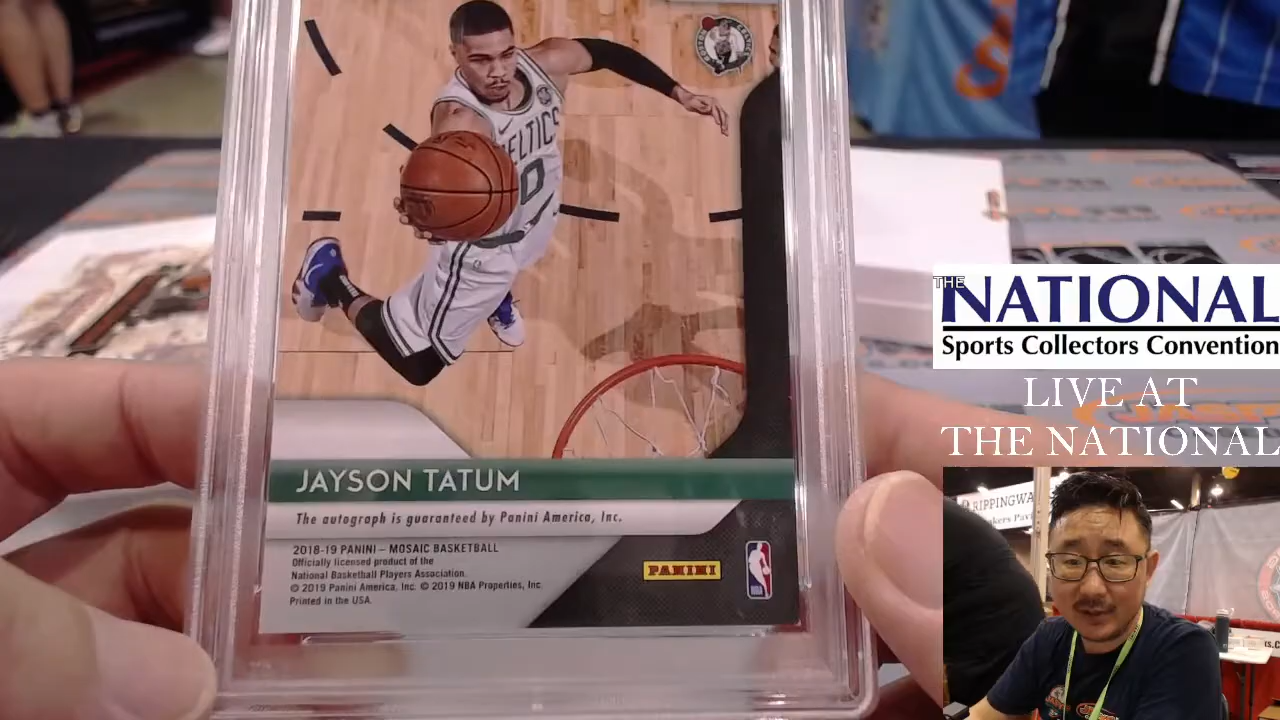 CELTICS
0
JAYSON TATUM
The autograph is guaranteed by Panini America, Inc.
2018-19 PANINI – MOSAIC BASKETBALL
Officially licensed product of the
National Basketball Players Association.
© 2019 Panini America, Inc. © 2019 NBA Properties, Inc.
Printed in the USA.
PANINI
NBA
THE
NATIONAL
Sports Collectors Convention
LIVE AT
THE NATIONAL
RIPPINGWA